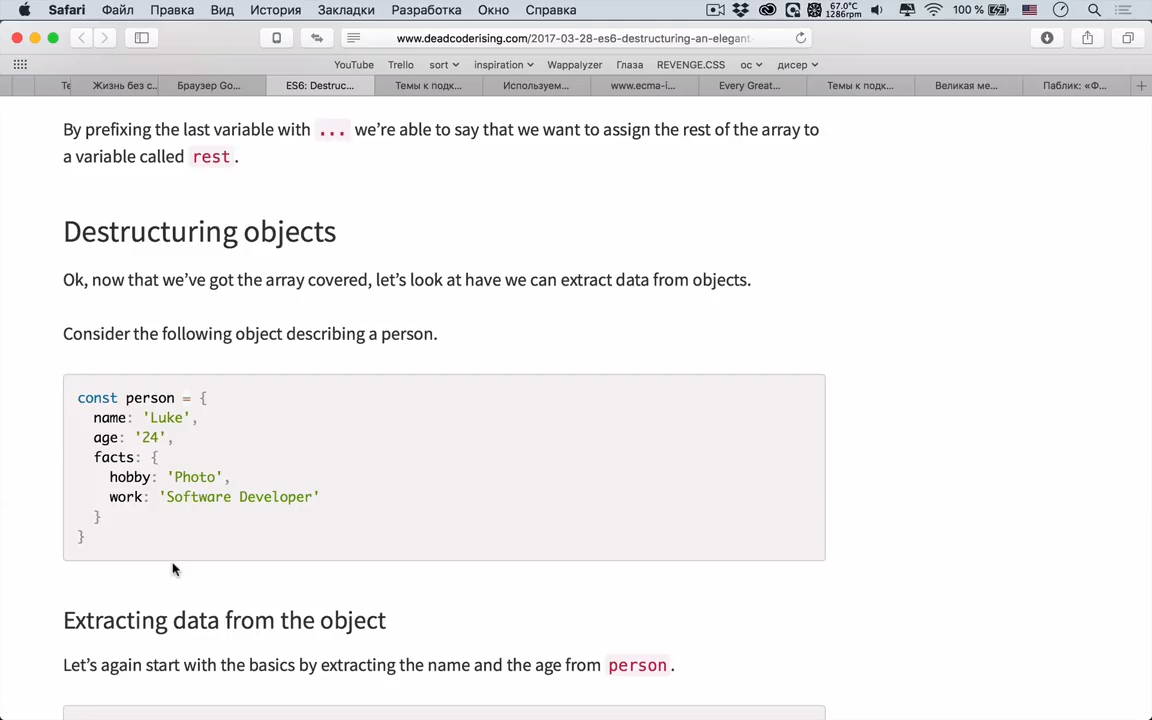 Safari Файл Правка Вид История Закладки Разработка Окно Справка 67.0°C 1286rpm 100 %
www.deadcoderising.com/2017-03-28-es6-destructuring-an-elegant-
YouTube Trello sort inspiration Wappalyzer Глаза REVENGE.CSS ос дисер
Те Жизнь без с... Браузер Go... ES6: Destruc... Темы к подк... Используем... www.ecma-i... Every Great... Темы к подк... Великая ме... Паблик: «Ф...
By prefixing the last variable with ... we’re able to say that we want to assign the rest of the array to
a variable called rest.
Destructuring objects
Ok, now that we’ve got the array covered, let’s look at have we can extract data from objects.
Consider the following object describing a person.
const person = {
name: 'Luke',
age: '24',
facts: {
hobby: 'Photo',
work: 'Software Developer'
}
}
Extracting data from the object
Let’s again start with the basics by extracting the name and the age from person.